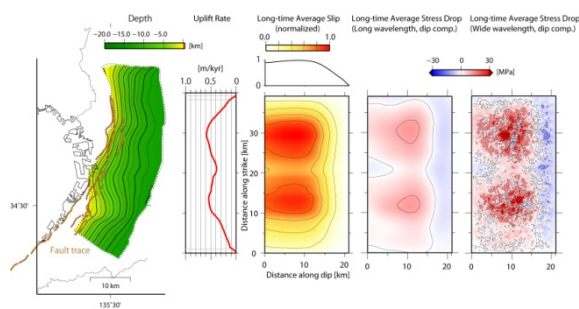 Depth
−20.0 −15.0 −10.0 −5.0 [km]
34˚30'
Fault trace
10 km
135˚30'
Uplift Rate
[m/kyr]
1.0 0
1.0 0
Long-time Average Slip
(normalized)
0.0 0.5 1.0
1
0
Distance along strike [km]
30
20
10
0
0 10 20
Distance along dip [km]
Long-time Average Stress Drop
(Long wavelength, dip comp.)
0 10 20
−30 0 30
[MPa]
Long-time Average Stress Drop
(Wide wavelength, dip comp.)
0 10 20